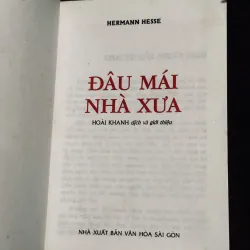 HERMANN HESSE
ĐÂU MÁI
NHÀ XƯA
HOÀI KHANH dịch và giới thiệu
NHÀ XUẤT BẢN VĂN HÓA SÀI GÒN